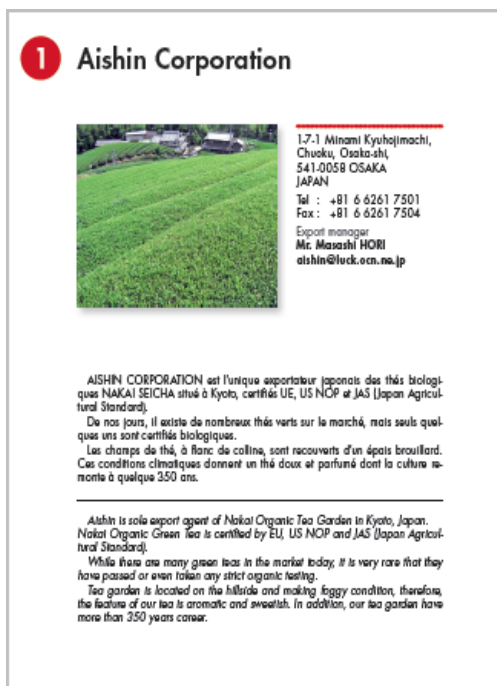 1 Aishin Corporation
1-7-1 Minami Kyuhojimachi,
Chuoku, Osaka-shi,
541-0058 OSAKA
JAPAN
Tel : +81 6 6261 7501
Fax : +81 6 6261 7504
Export manager
Mr. Masashi HORI
aishin@luck.ocn.ne.jp
AISHIN CORPORATION est l'unique exportateur japonais des thés biologi-
ques NAKAI SEICHA situé à Kyoto, certifiés UE, US NOP et JAS (Japan Agricul-
tural Standard).
De nos jours, il existe de nombreux thés verts sur le marché, mais seuls quel-
ques uns sont certifiés biologiques.
Les champs de thé, à flanc de colline, sont recouverts d'un épais brouillard.
Ces conditions climatiques donnent un thé doux et parfumé dont la culture re-
monte à quelque 350 ans.
Aishin is sole export agent of Nakai Organic Tea Garden in Kyoto, Japan.
Nakai Organic Green Tea is certified by EU, US NOP and JAS (Japan Agricul-
tural Standard).
While there are many green teas in the market today, it is very rare that they
have passed or even taken any strict organic testing.
Tea garden is located on the hillside and making foggy condition, therefore,
the feature of our tea is aromatic and sweetish. In addition, our tea garden have
more than 350 years career.